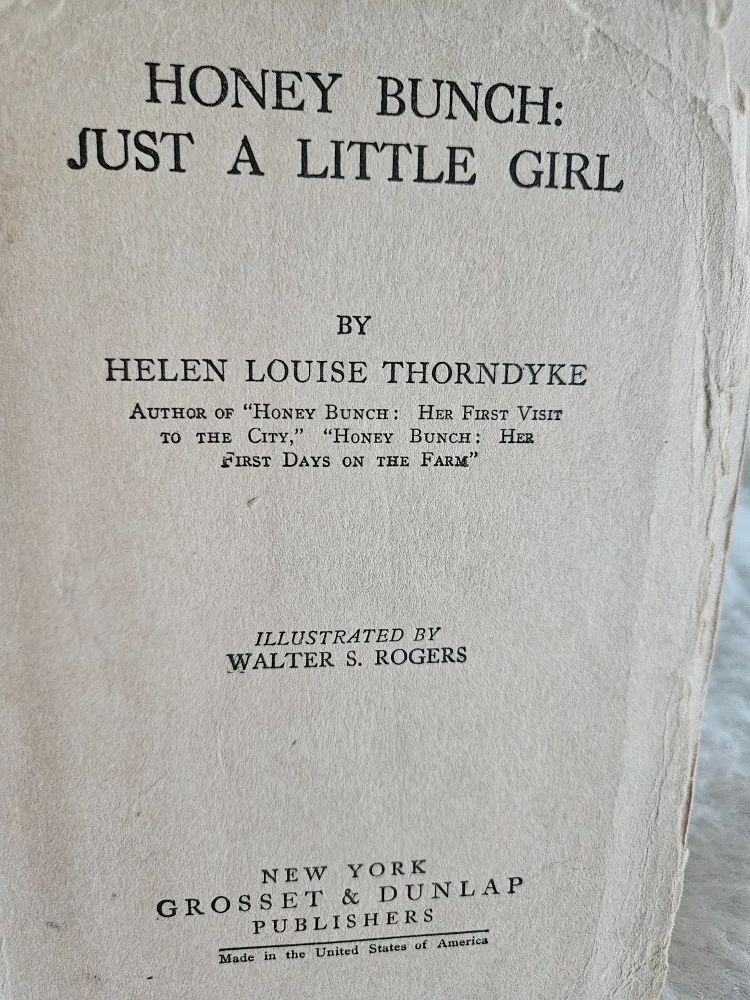 HONEY BUNCH:
JUST A LITTLE GIRL
BY
HELEN LOUISE THORNDYKE
AUTHOR OF "HONEY BUNCH: HER FIRST VISIT
TO THE CITY," "HONEY BUNCH: HER
FIRST DAYS ON THE FARM"
ILLUSTRATED BY
WALTER S. ROGERS
NEW YORK
GROSSET & DUNLAP
PUBLISHERS
Made in the United States of America